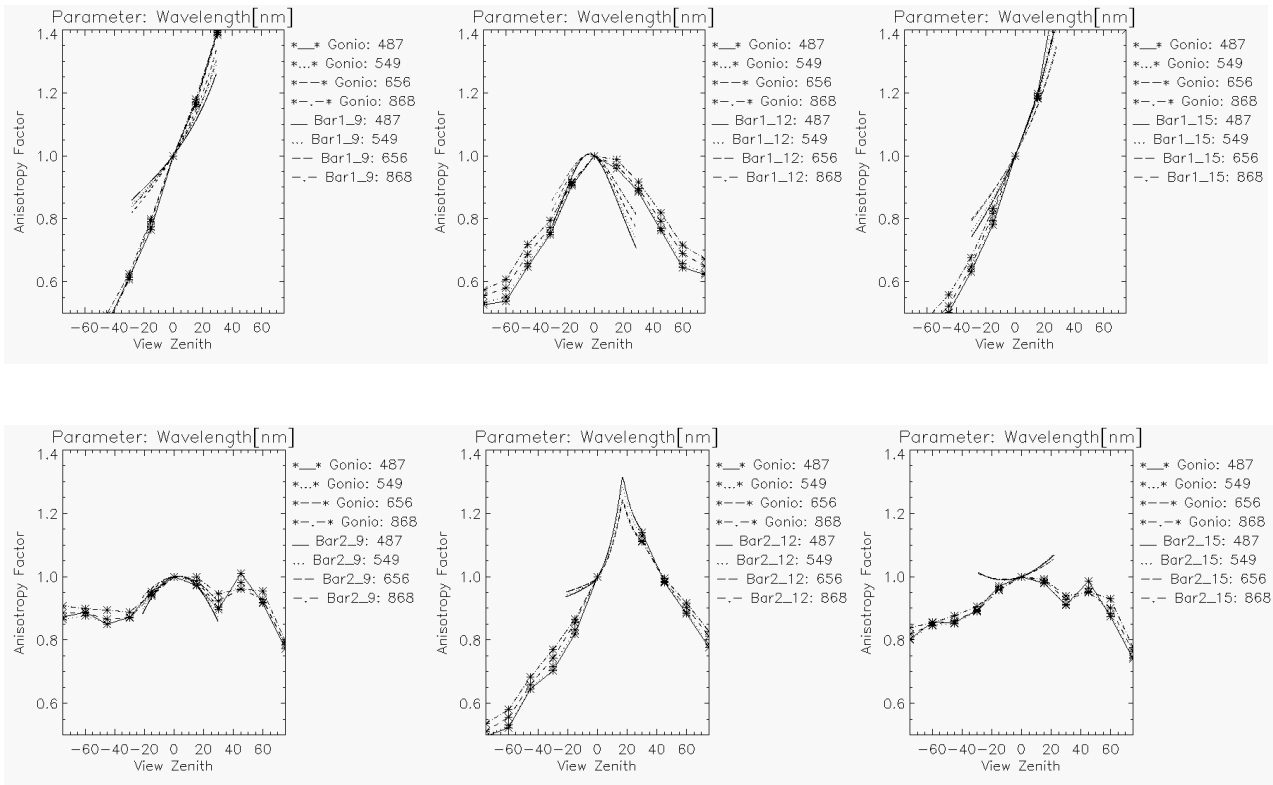 Parameter: Wavelength[nm]
1.4
1.2
1.0
0.8
0.6
Anisotropy Factor
−60−40−20 0 20 40 60
View Zenith
*__* Gonio: 487
*...* Gonio: 549
*−−* Gonio: 656
*−.−* Gonio: 868
__ Bar1_9: 487
... Bar1_9: 549
−− Bar1_9: 656
−.− Bar1_9: 868
Parameter: Wavelength[nm]
1.4
1.2
1.0
0.8
0.6
Anisotropy Factor
−60−40−20 0 20 40 60
View Zenith
*__* Gonio: 487
*...* Gonio: 549
*−−* Gonio: 656
*−.−* Gonio: 868
__ Bar1_12: 487
... Bar1_12: 549
−− Bar1_12: 656
−.− Bar1_12: 868
Parameter: Wavelength[nm]
1.4
1.2
1.0
0.8
0.6
Anisotropy Factor
−60−40−20 0 20 40 60
View Zenith
*__* Gonio: 487
*...* Gonio: 549
*−−* Gonio: 656
*−.−* Gonio: 868
__ Bar1_15: 487
... Bar1_15: 549
−− Bar1_15: 656
−.− Bar1_15: 868
Parameter: Wavelength[nm]
1.4
1.2
1.0
0.8
0.6
Anisotropy Factor
−60−40−20 0 20 40 60
View Zenith
*__* Gonio: 487
*...* Gonio: 549
*−−* Gonio: 656
*−.−* Gonio: 868
__ Bar2_9: 487
... Bar2_9: 549
−− Bar2_9: 656
−.− Bar2_9: 868
Parameter: Wavelength[nm]
1.4
1.2
1.0
0.8
0.6
Anisotropy Factor
−60−40−20 0 20 40 60
View Zenith
*__* Gonio: 487
*...* Gonio: 549
*−−* Gonio: 656
*−.−* Gonio: 868
__ Bar2_12: 487
... Bar2_12: 549
−− Bar2_12: 656
−.− Bar2_12: 868
Parameter: Wavelength[nm]
1.4
1.2
1.0
0.8
0.6
Anisotropy Factor
−60−40−20 0 20 40 60
View Zenith
*__* Gonio: 487
*...* Gonio: 549
*−−* Gonio: 656
*−.−* Gonio: 868
__ Bar2_15: 487
... Bar2_15: 549
−− Bar2_15: 656
−.− Bar2_15: 868